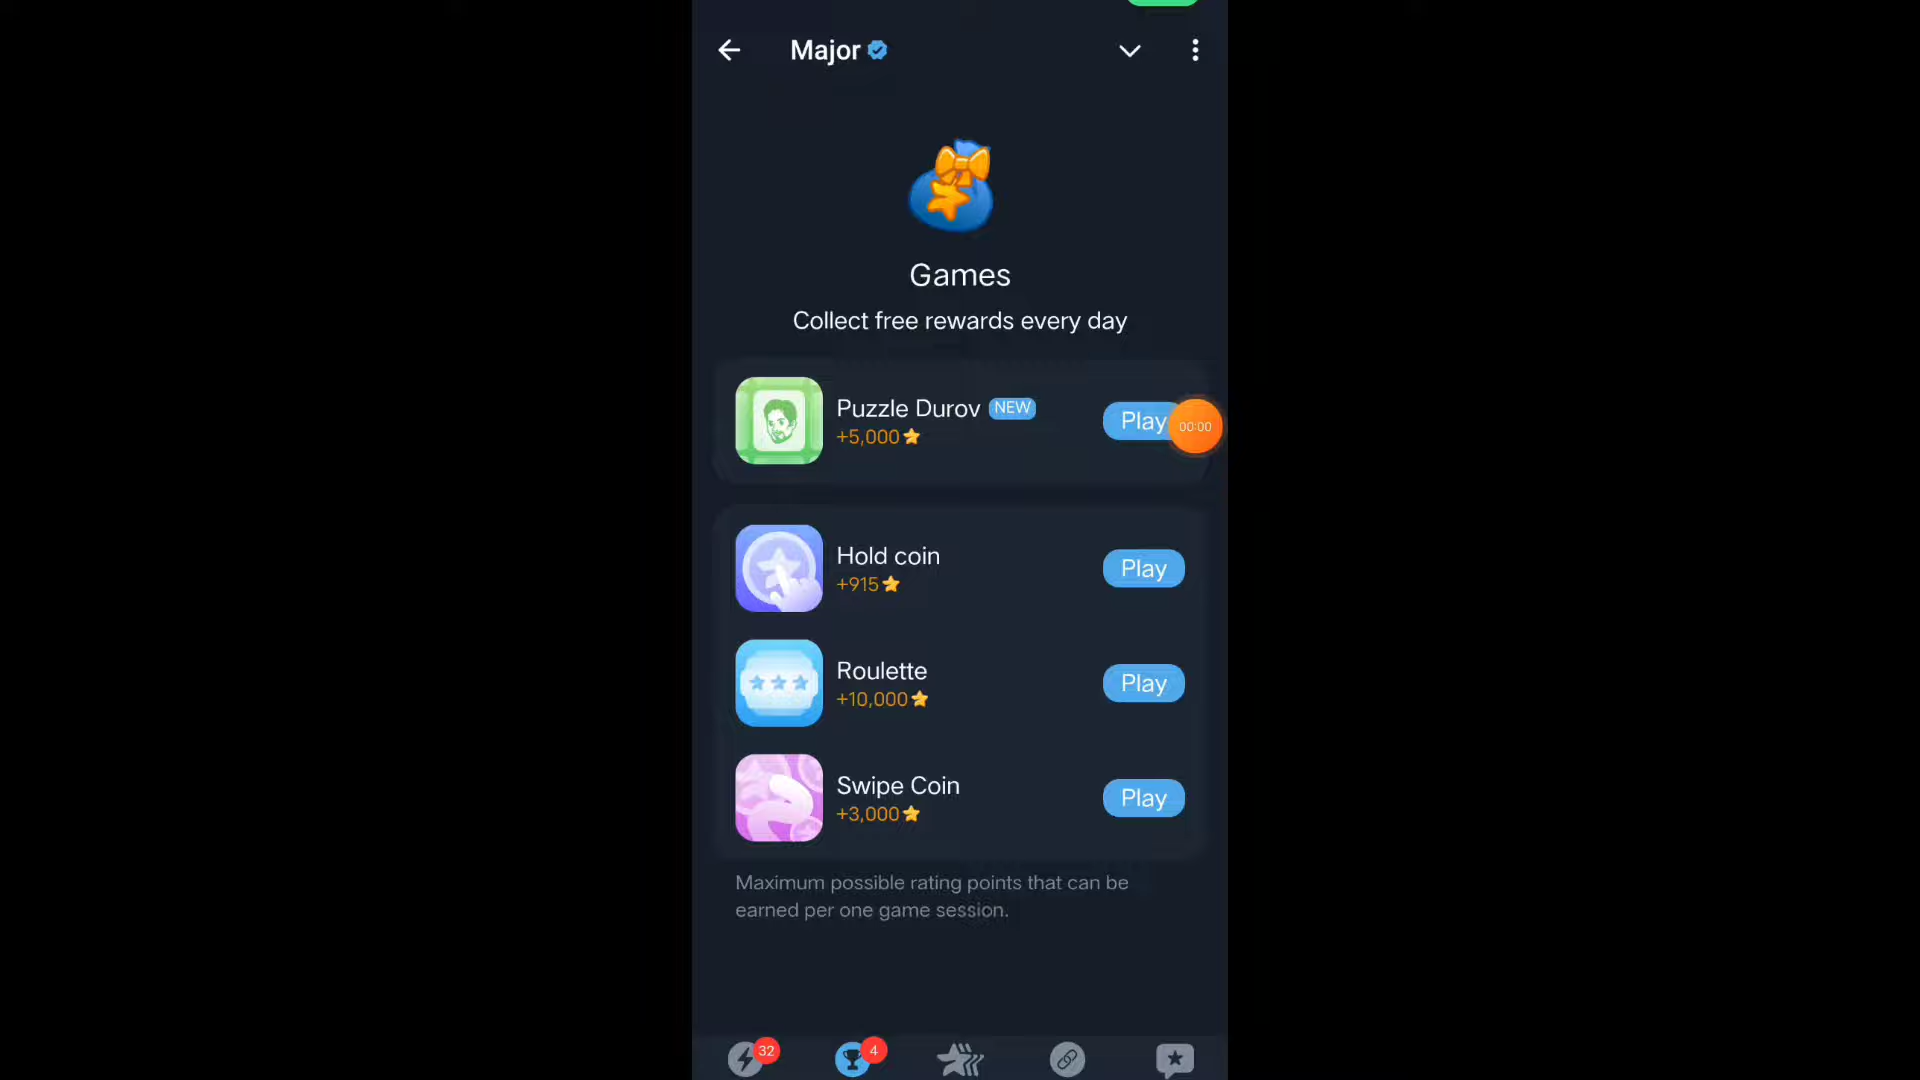 Major
Games
Collect free rewards every day
Puzzle Durov NEW
+5,000
Play
00:00
Hold coin
+915
Play
Roulette
+10,000
Play
Swipe Coin
+3,000
Play
Maximum possible rating points that can be
earned per one game session.
32
4